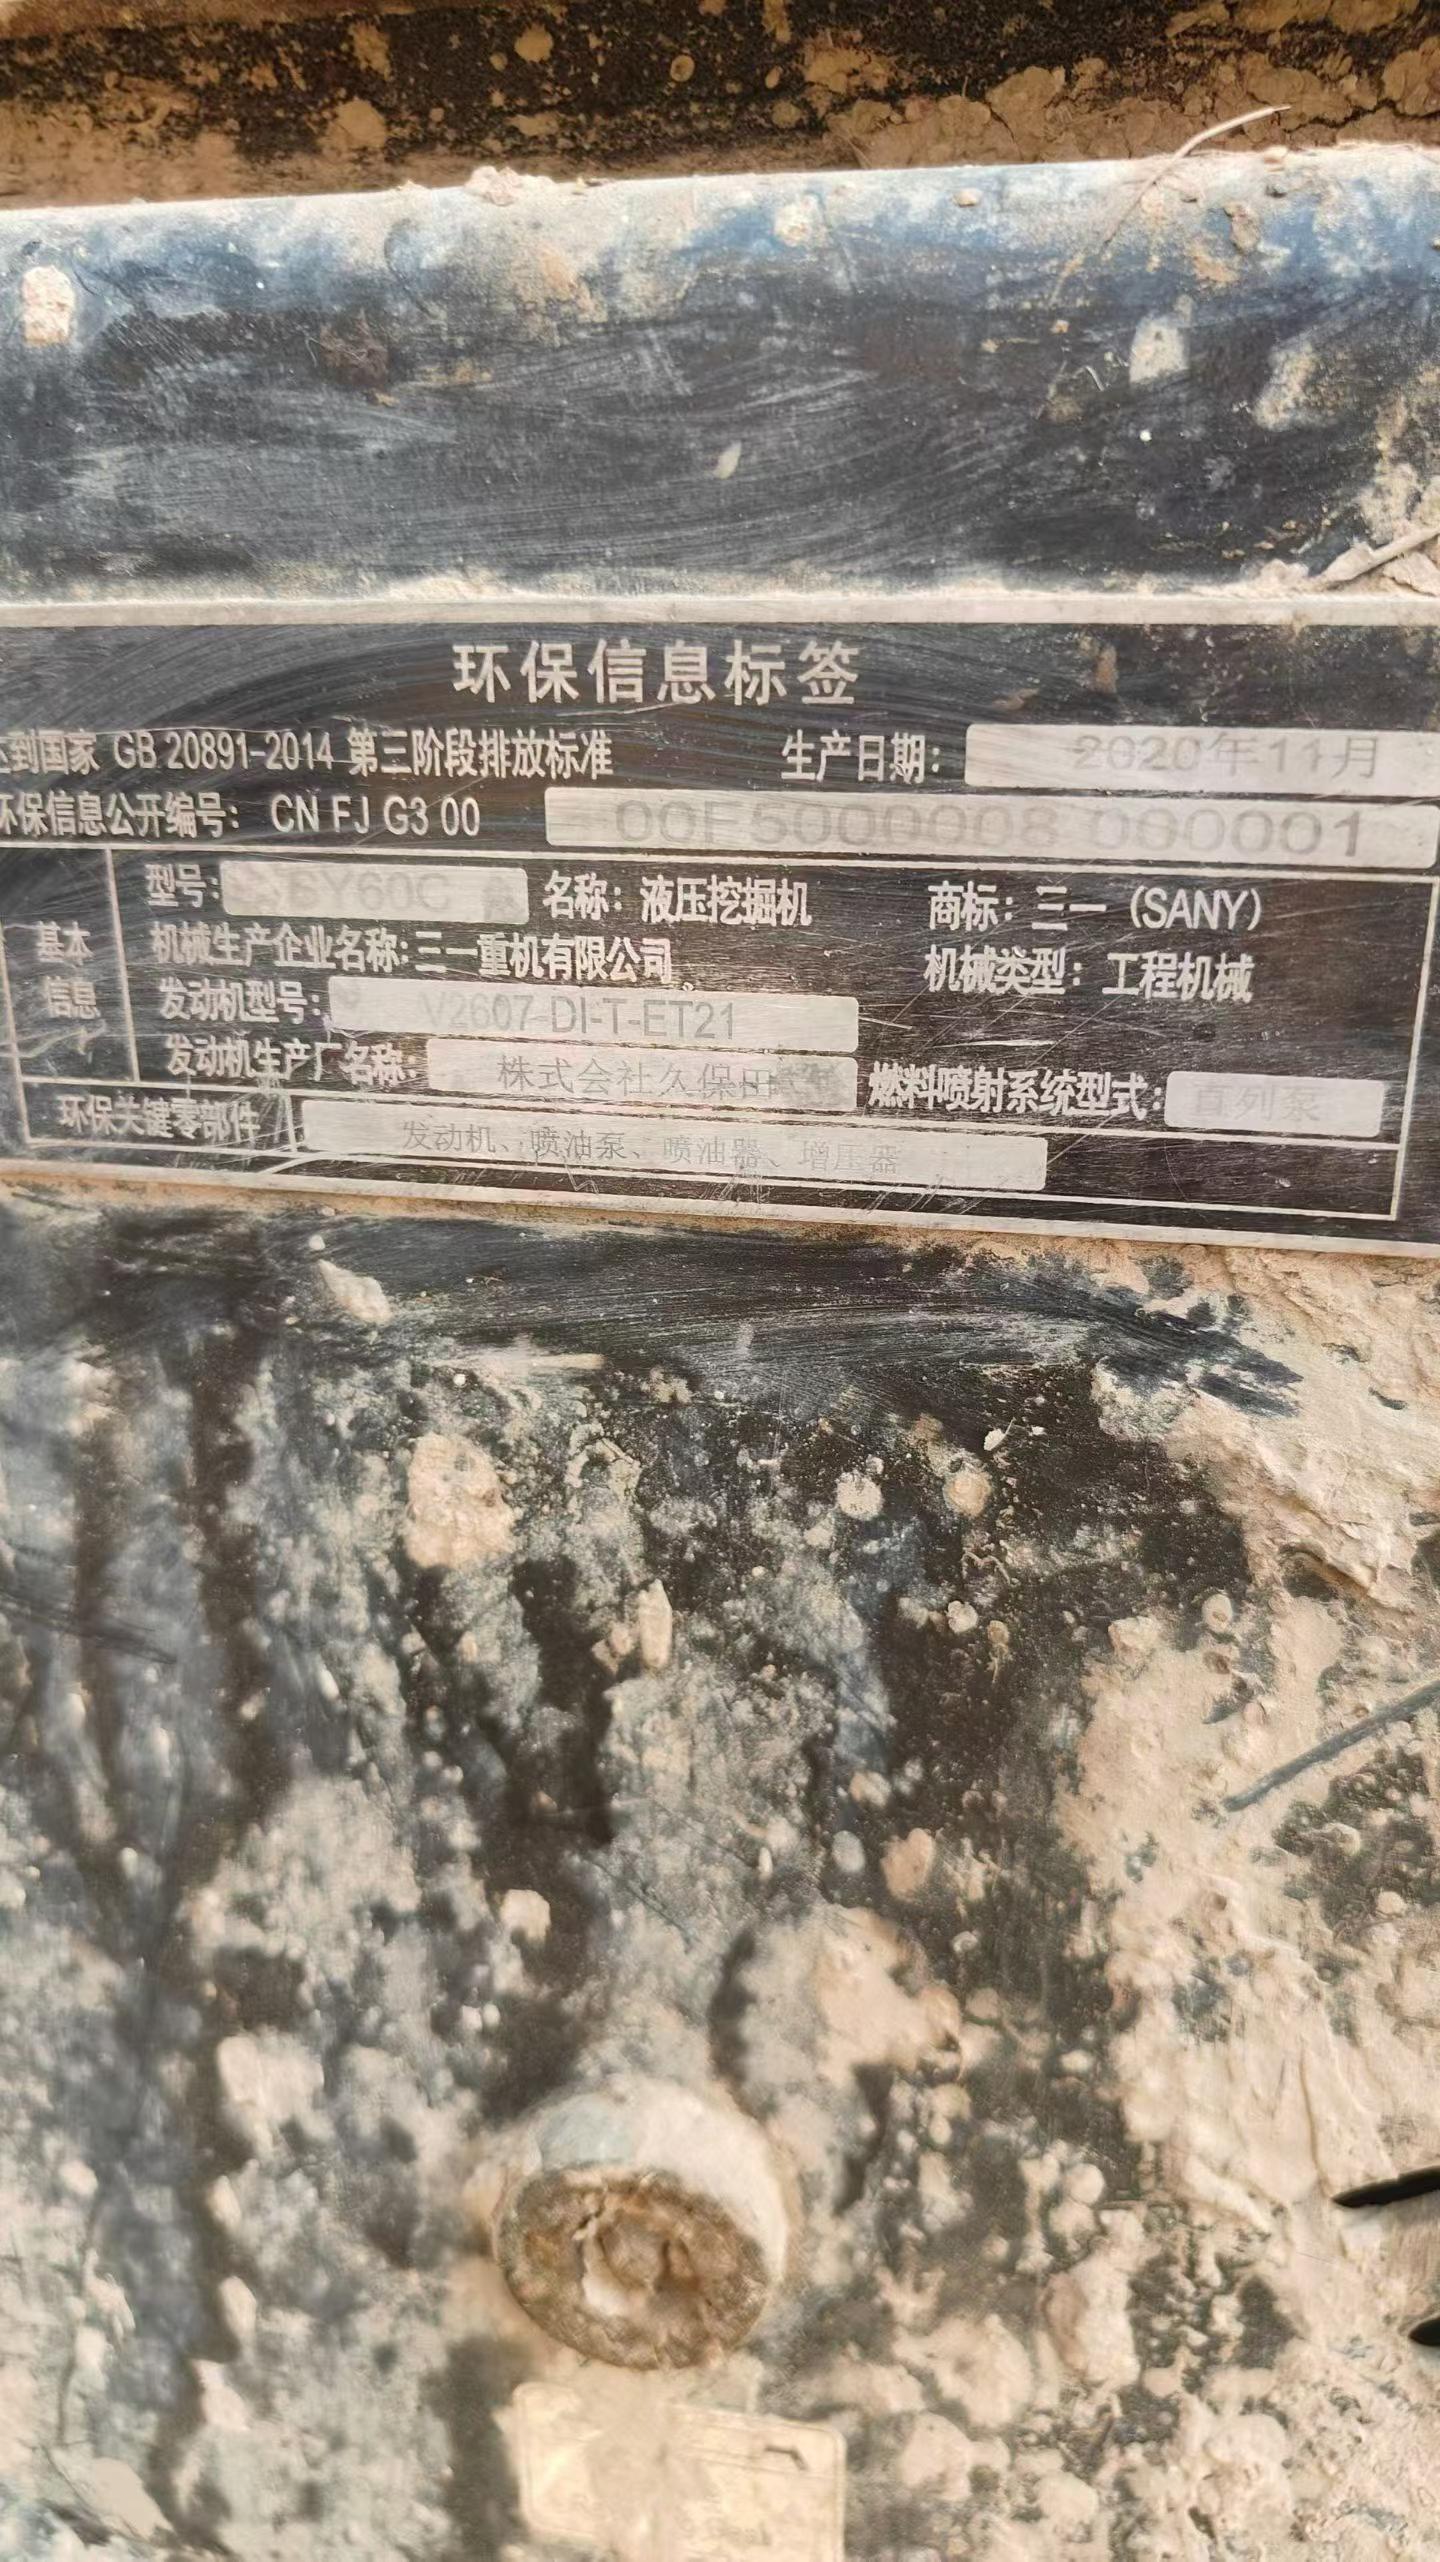 环保信息标签
达到国家 GB 20891-2014 第三阶段排放标准 生产日期: 2020年11月
环保信息公开编号: CN FJ G3 00 00F5000008 000001
型号: SY60C 名称: 液压挖掘机 商标: 三一 (SANY)
基本信息
机械生产企业名称:三一重机有限公司 机械类型: 工程机械
发动机型号: V2607-DI-T-ET21
发动机生产厂名称: 株式会社久保田 燃料喷射系统型式: 直列泵
环保关键零部件 发动机、喷油泵、喷油器、增压器